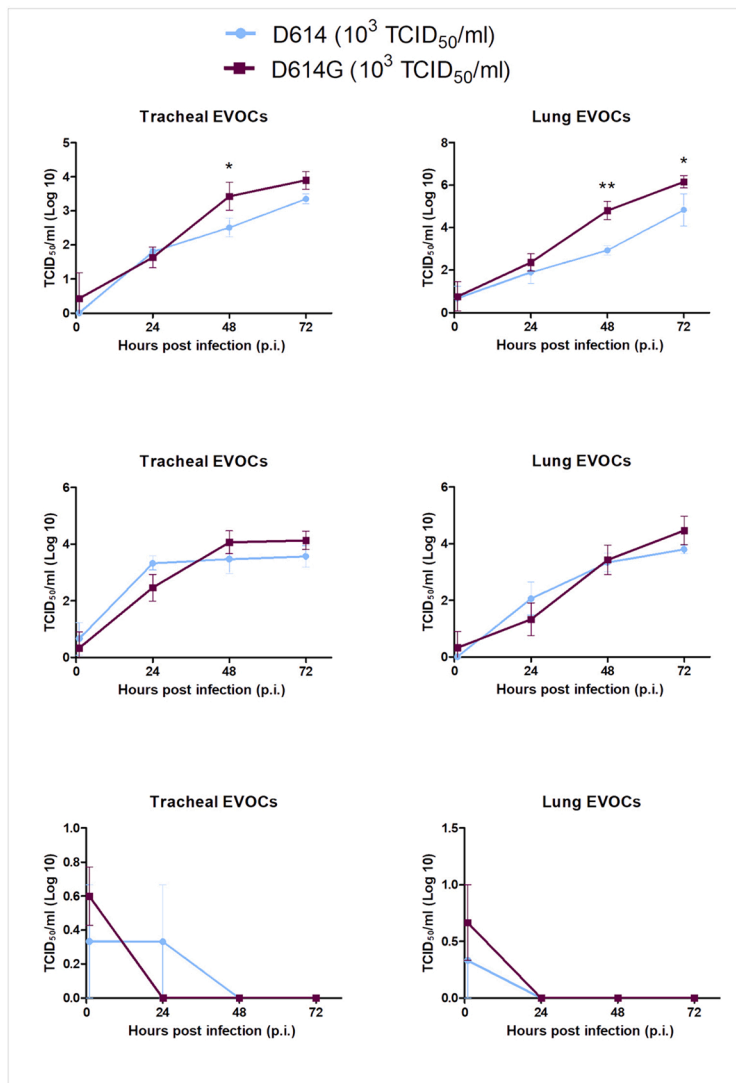 D614 (10³ TCID₅₀/ml)
D614G (10³ TCID₅₀/ml)
Tracheal EVOCs
TCID₅₀/ml (Log 10)
5
4
3
2
1
0
*
0 24 48 72
Hours post infection (p.i.)
Lung EVOCs
TCID₅₀/ml (Log 10)
8
6
4
2
0
**
*
0 24 48 72
Hours post infection (p.i.)
Tracheal EVOCs
TCID₅₀/ml (Log 10)
6
4
2
0
0 24 48 72
Hours post infection (p.i.)
Lung EVOCs
TCID₅₀/ml (Log 10)
6
4
2
0
0 24 48 72
Hours post infection (p.i.)
Tracheal EVOCs
TCID₅₀/ml (Log 10)
1.0
0.8
0.6
0.4
0.2
0.0
0 24 48 72
Hours post infection (p.i.)
Lung EVOCs
TCID₅₀/ml (Log 10)
1.5
1.0
0.5
0.0
0 24 48 72
Hours post infection (p.i.)